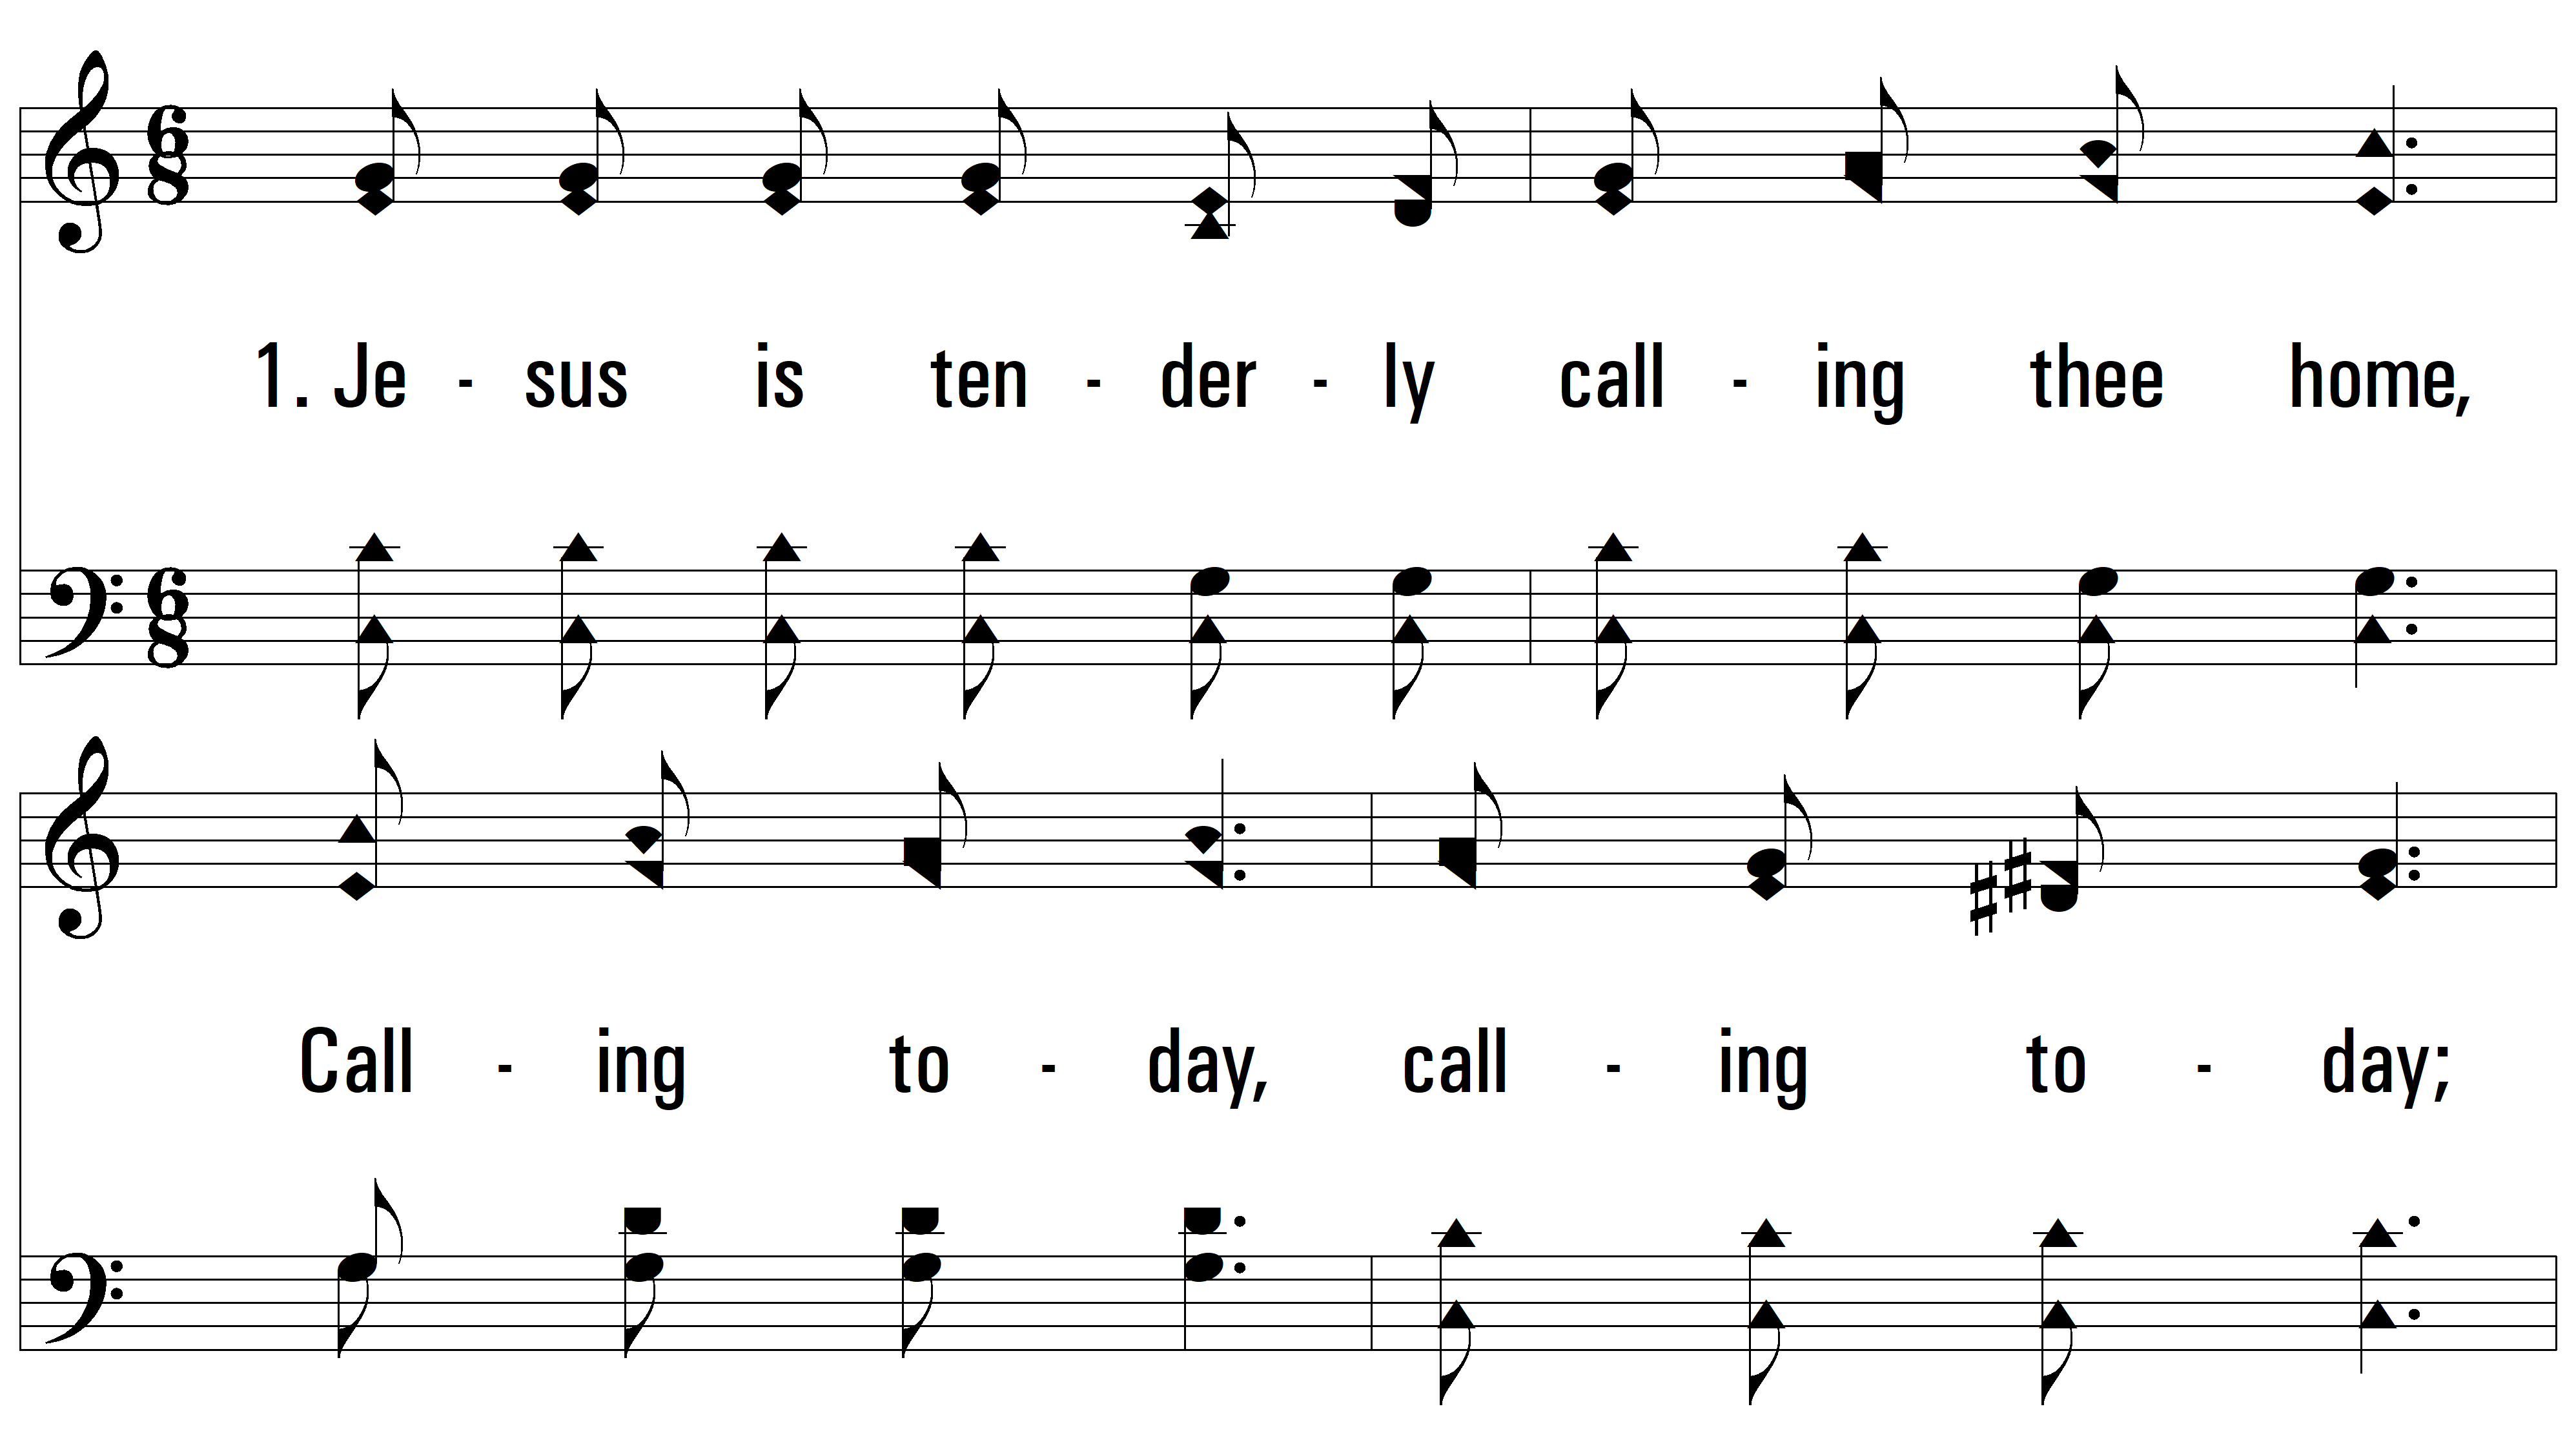 1. Je - sus is ten - der - ly call - ing thee home,
Call - ing to - day, call - ing to - day;